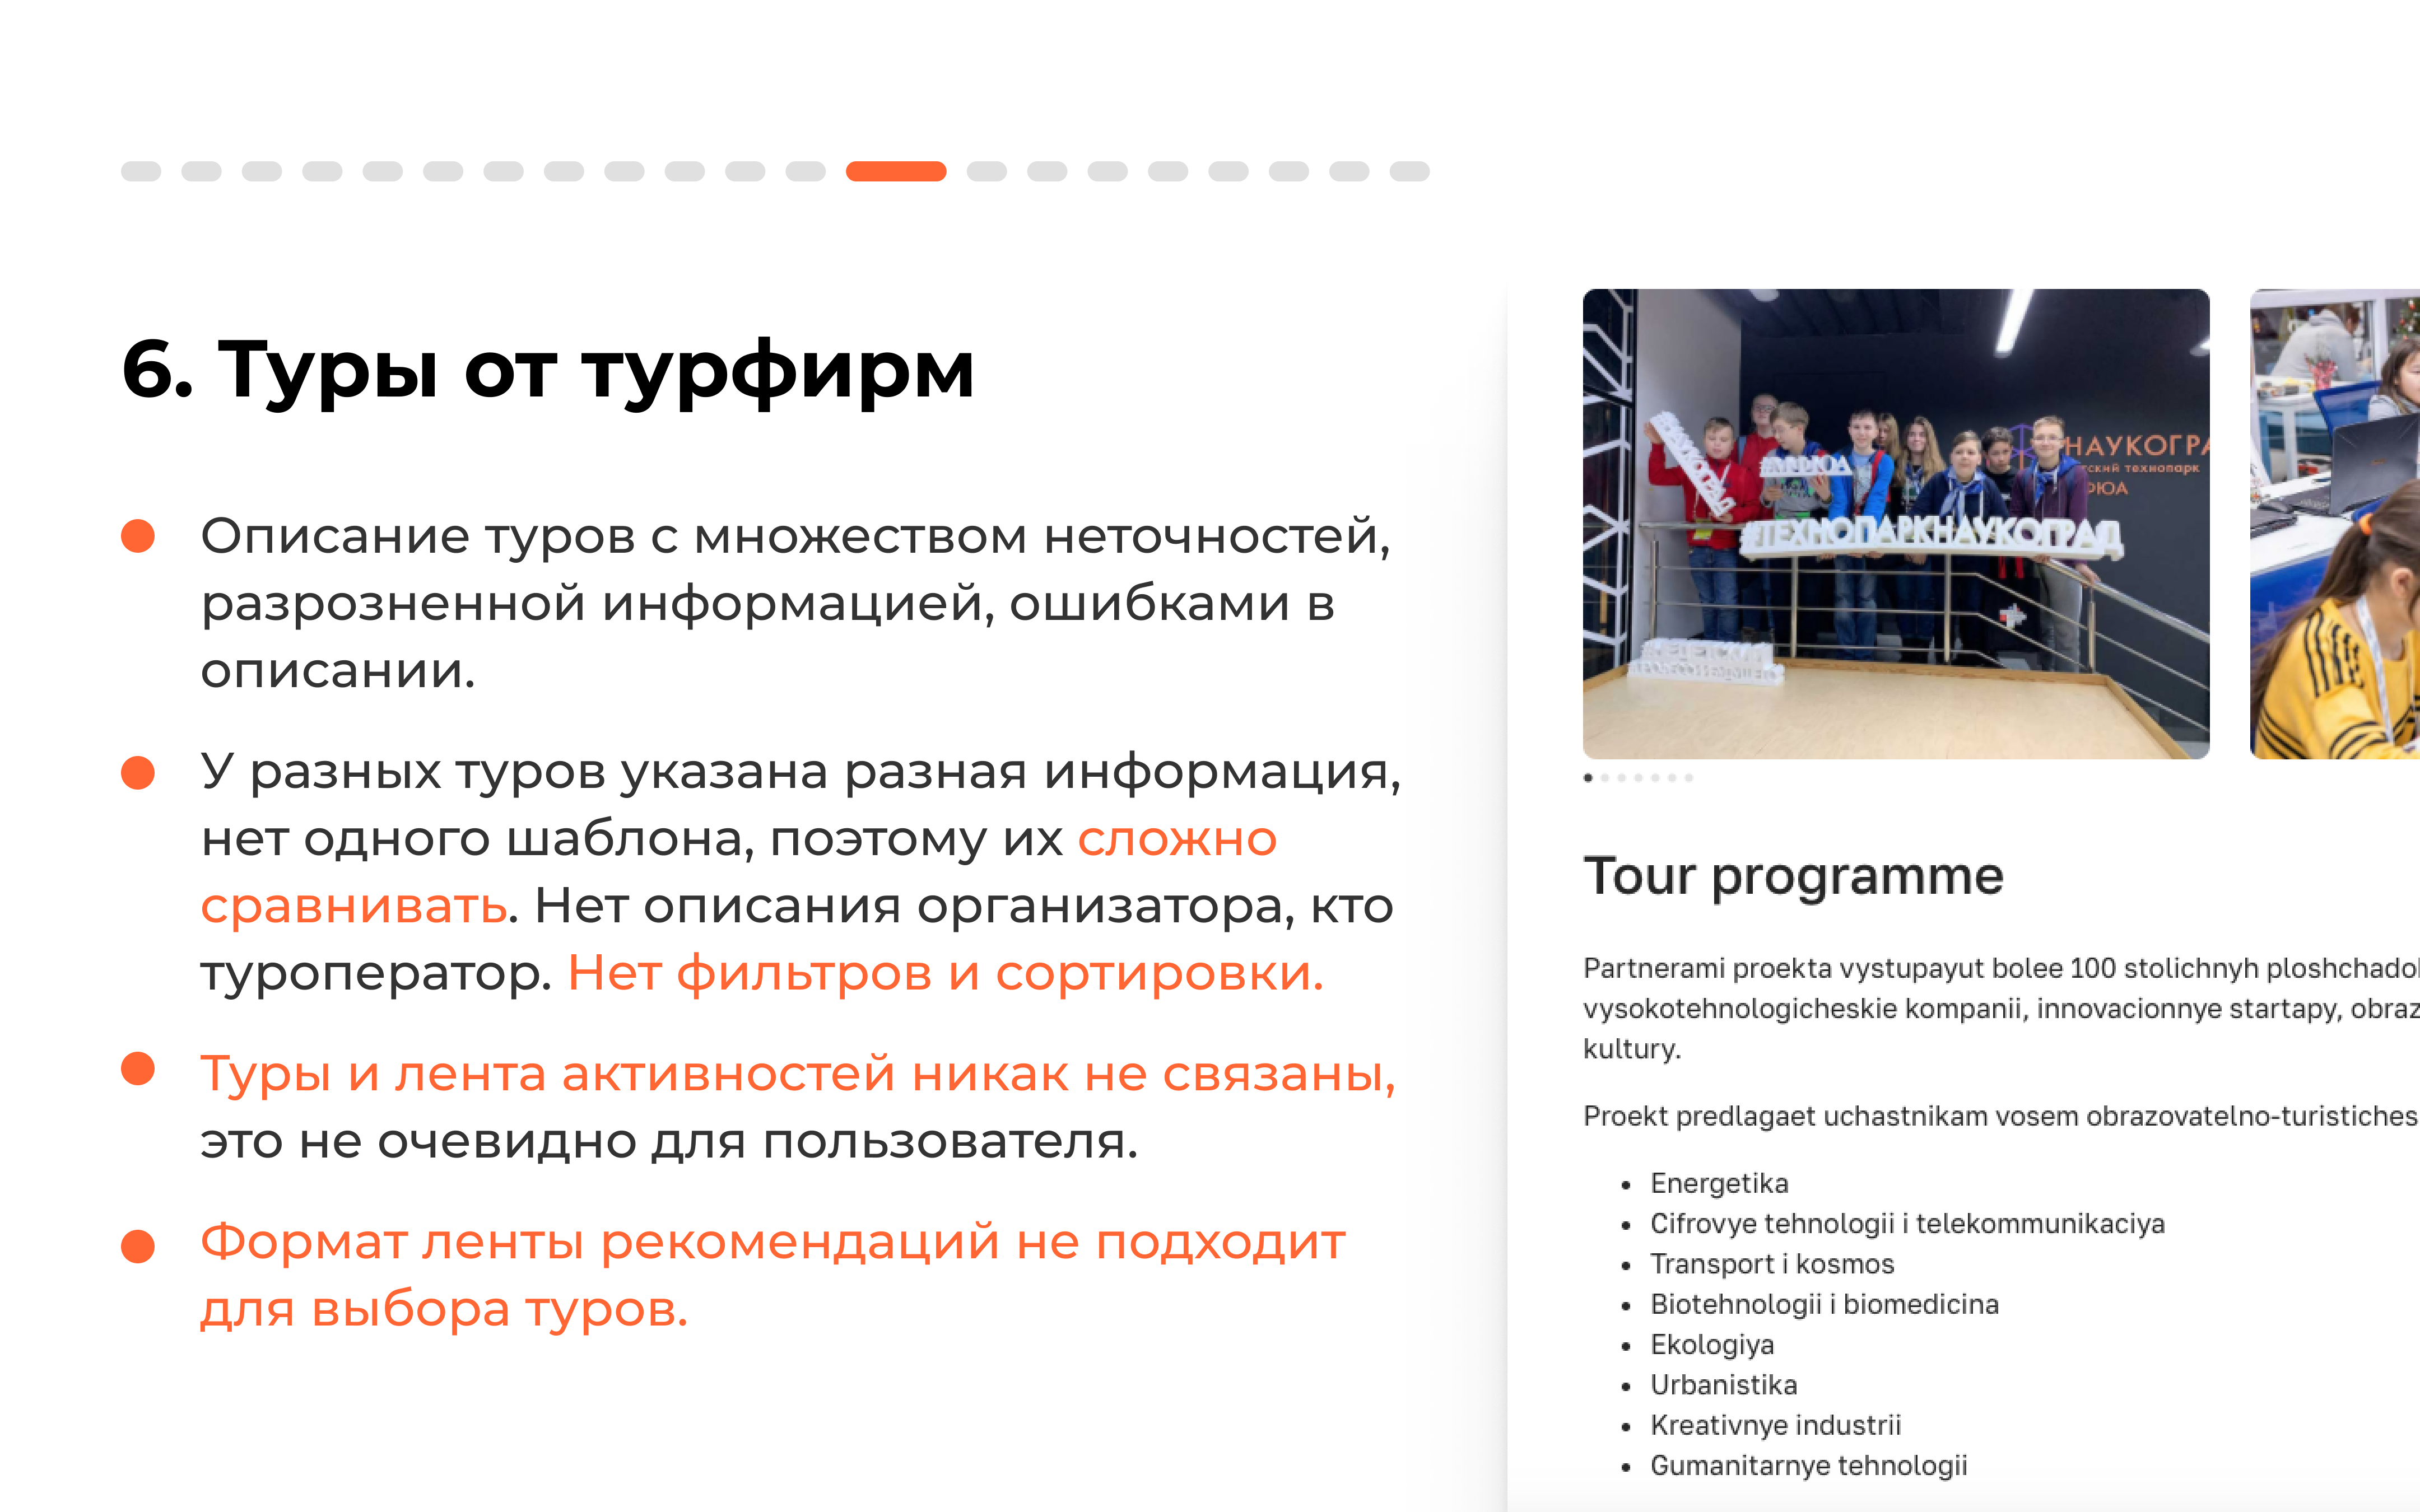 6. Туры от турфирм
Описание туров с множеством неточностей,
разрозненной информацией, ошибками в
описании.
У разных туров указана разная информация,
нет одного шаблона, поэтому их сложно
сравнивать. Нет описания организатора, кто
туроператор. Нет фильтров и сортировки.
Туры и лента активностей никак не связаны,
это не очевидно для пользователя.
Формат ленты рекомендаций не подходит
для выбора туров.
НАУКОГРА
тский технопарк
РЮА
#ТЕХНОПАРКНАУКОГРАД
Tour programme
Partnerami proekta vystupayut bolee 100 stolichnyh ploshchado
vysokotehnologicheskie kompanii, innovacionnye startapy, obraz
kultury.
Proekt predlagaet uchastnikam vosem obrazovatelno-turistiches
Energetika
Cifrovye tehnologii i telekommunikaciya
Transport i kosmos
Biotehnologii i biomedicina
Ekologiya
Urbanistika
Kreativnye industrii
Gumanitarnye tehnologii